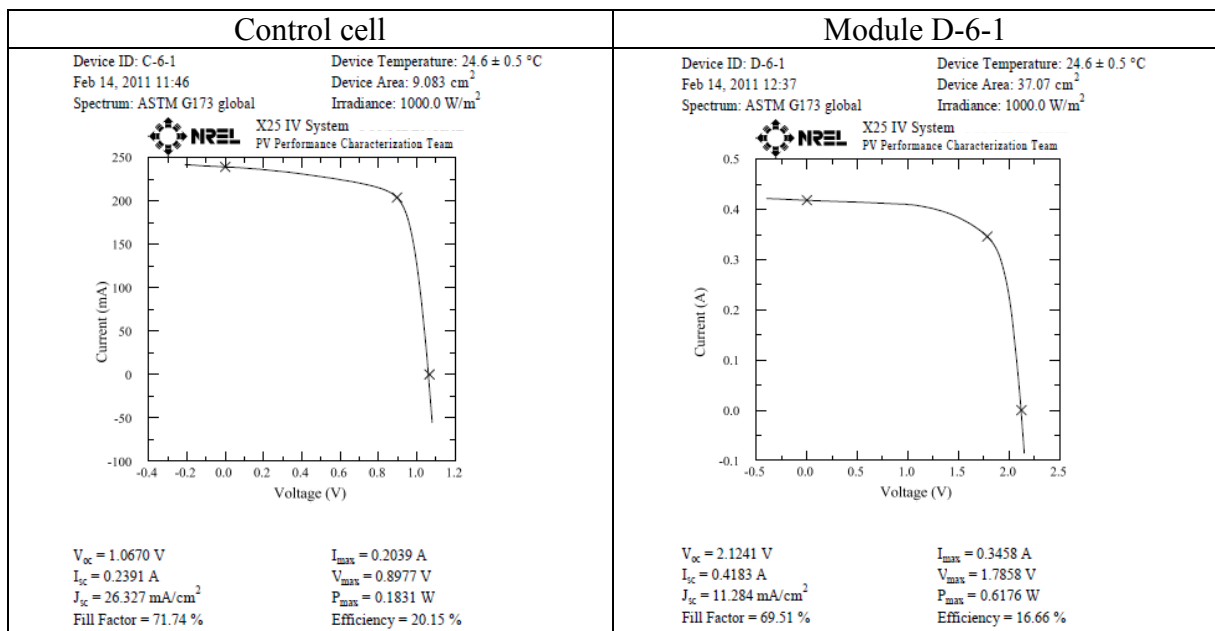 Control cell
Device ID: C-6-1
Device Temperature: 24.6 ± 0.5 °C
Feb 14, 2011 11:46
Device Area: 9.083 cm²
Spectrum: ASTM G173 global
Irradiance: 1000.0 W/m²
NREL
X25 IV System
PV Performance Characterization Team
250
200
150
100
50
0
-50
-100
Current (mA)
-0.4 -0.2 0.0 0.2 0.4 0.6 0.8 1.0 1.2
Voltage (V)
Voc = 1.0670 V
Imax = 0.2039 A
Isc = 0.2391 A
Vmax = 0.8977 V
Jsc = 26.327 mA/cm²
Pmax = 0.1831 W
Fill Factor = 71.74 %
Efficiency = 20.15 %
Module D-6-1
Device ID: D-6-1
Device Temperature: 24.6 ± 0.5 °C
Feb 14, 2011 12:37
Device Area: 37.07 cm²
Spectrum: ASTM G173 global
Irradiance: 1000.0 W/m²
NREL
X25 IV System
PV Performance Characterization Team
0.5
0.4
0.3
0.2
0.1
0.0
-0.1
Current (A)
-0.5 0.0 0.5 1.0 1.5 2.0 2.5
Voltage (V)
Voc = 2.1241 V
Imax = 0.3458 A
Isc = 0.4183 A
Vmax = 1.7858 V
Jsc = 11.284 mA/cm²
Pmax = 0.6176 W
Fill Factor = 69.51 %
Efficiency = 16.66 %